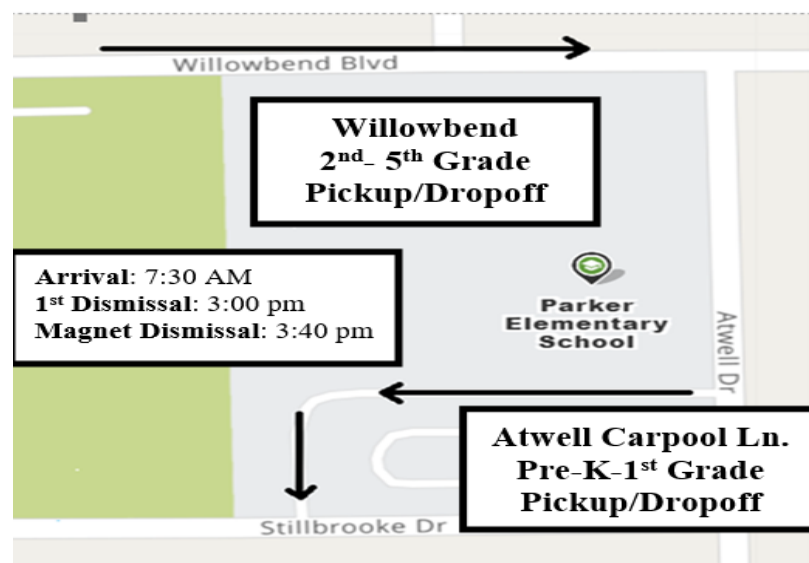 Willowbend Blvd
Willowbend
2nd- 5th Grade
Pickup/Dropoff
Arrival: 7:30 AM
1st Dismissal: 3:00 pm
Magnet Dismissal: 3:40 pm
Parker
Elementary
School
Atwell Dr
Atwell Carpool Ln.
Pre-K-1st Grade
Pickup/Dropoff
Stillbrooke Dr